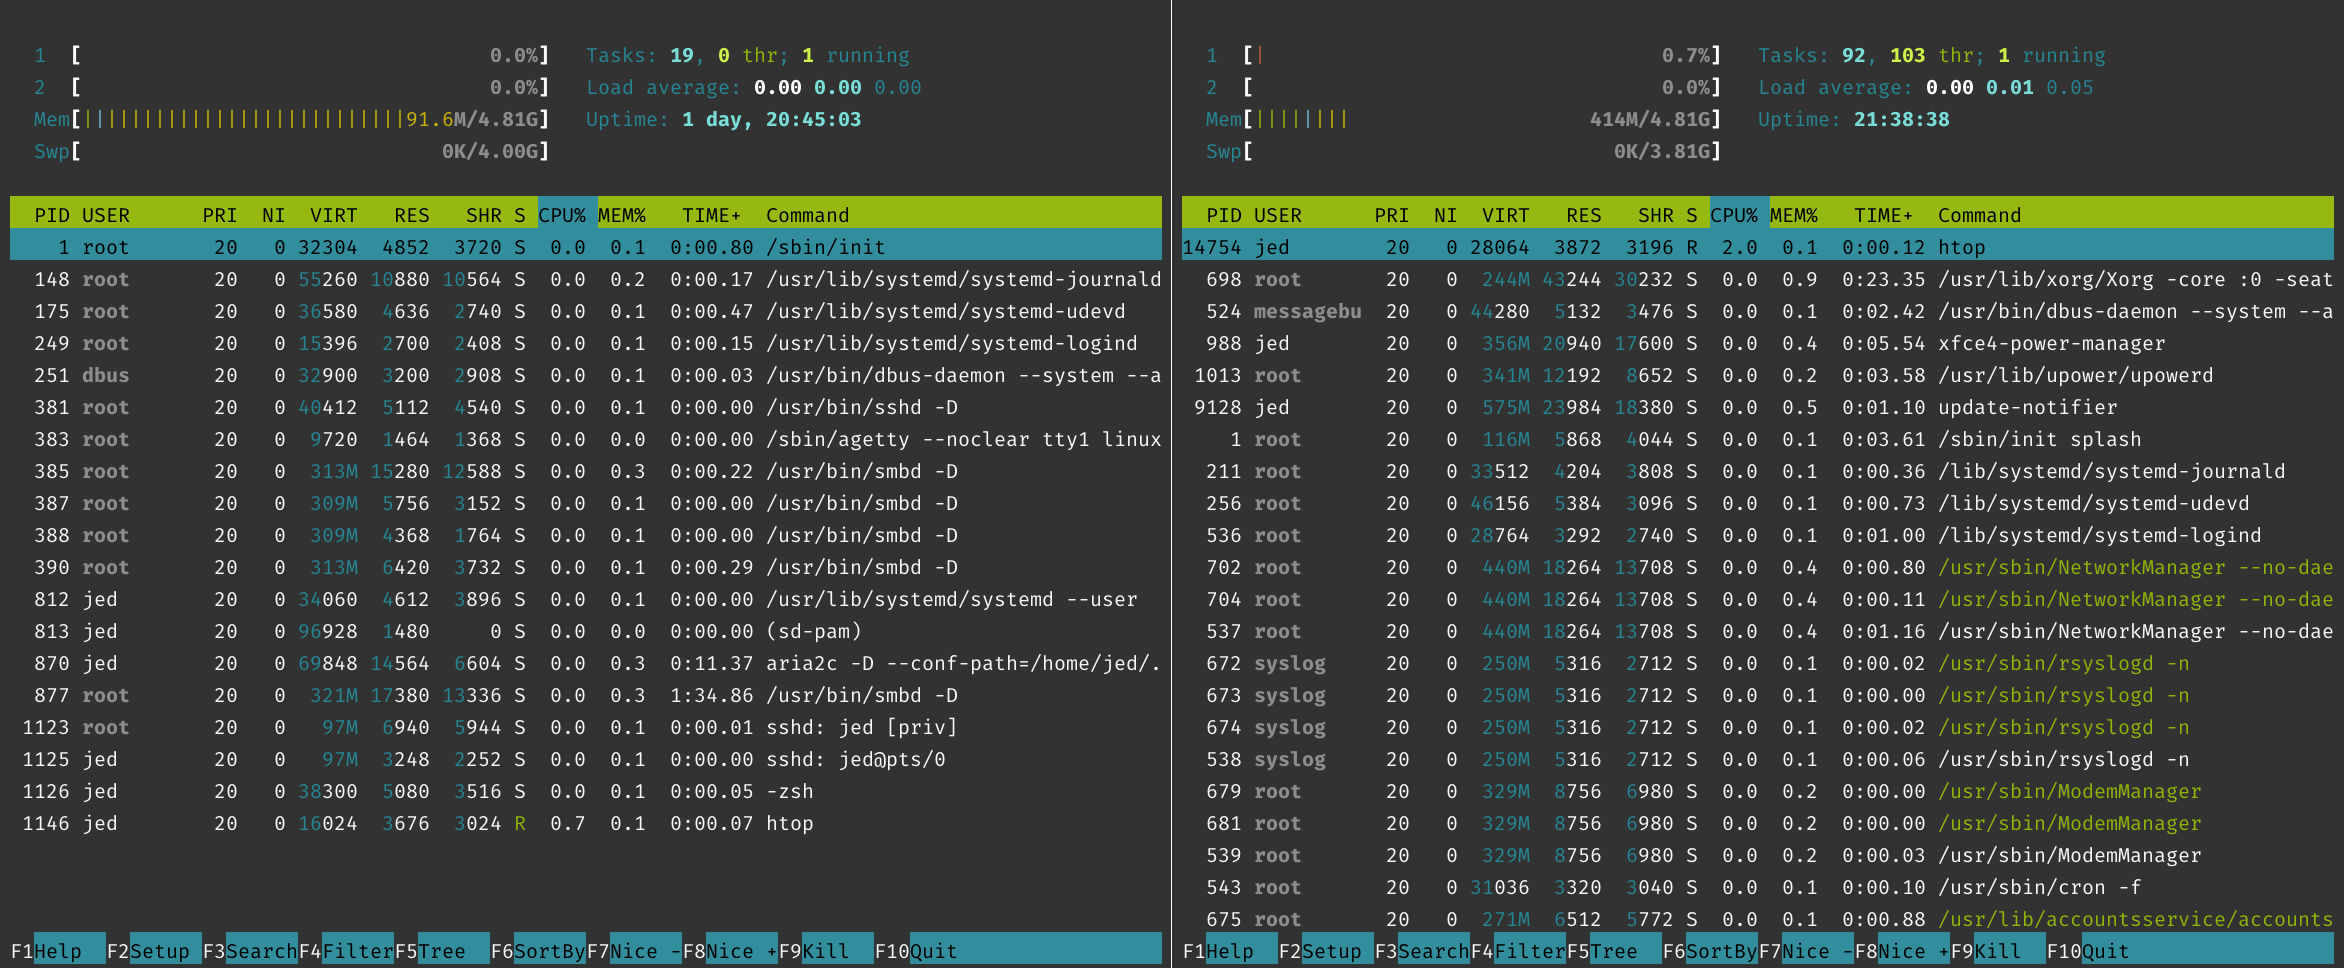 1  [ 0.0%]
2  [ 0.0%]
Mem[||||||||||||||||||||||||||||91.6M/4.81G]
Swp[ 0K/4.00G]
Tasks: 19, 0 thr; 1 running
Load average: 0.00 0.00 0.00
Uptime: 1 day, 20:45:03
PID USER PRI NI VIRT RES SHR S CPU% MEM% TIME+ Command
1 root 20 0 32304 4852 3720 S 0.0 0.1 0:00.80 /sbin/init
148 root 20 0 55260 10880 10564 S 0.0 0.2 0:00.17 /usr/lib/systemd/systemd-journald
175 root 20 0 36580 4636 2740 S 0.0 0.1 0:00.47 /usr/lib/systemd/systemd-udevd
249 root 20 0 15396 2700 2408 S 0.0 0.1 0:00.15 /usr/lib/systemd/systemd-logind
251 dbus 20 0 32900 3200 2908 S 0.0 0.1 0:00.03 /usr/bin/dbus-daemon --system --a
381 root 20 0 40412 5112 4540 S 0.0 0.1 0:00.00 /usr/bin/sshd -D
383 root 20 0 9720 1464 1368 S 0.0 0.0 0:00.00 /sbin/agetty --noclear tty1 linux
385 root 20 0 313M 15280 12588 S 0.0 0.3 0:00.22 /usr/bin/smbd -D
387 root 20 0 309M 5756 3152 S 0.0 0.1 0:00.00 /usr/bin/smbd -D
388 root 20 0 309M 4368 1764 S 0.0 0.1 0:00.00 /usr/bin/smbd -D
390 root 20 0 313M 6420 3732 S 0.0 0.1 0:00.29 /usr/bin/smbd -D
812 jed 20 0 34060 4612 3896 S 0.0 0.1 0:00.00 /usr/lib/systemd/systemd --user
813 jed 20 0 96928 1480 0 S 0.0 0.0 0:00.00 (sd-pam)
870 jed 20 0 69848 14564 6604 S 0.0 0.3 0:11.37 aria2c -D --conf-path=/home/jed/.
877 root 20 0 321M 17380 13336 S 0.0 0.3 1:34.86 /usr/bin/smbd -D
1123 root 20 0 97M 6940 5944 S 0.0 0.1 0:00.01 sshd: jed [priv]
1125 jed 20 0 97M 3248 2252 S 0.0 0.1 0:00.00 sshd: jed@pts/0
1126 jed 20 0 38300 5080 3516 S 0.0 0.1 0:00.05 -zsh
1146 jed 20 0 16024 3676 3024 R 0.7 0.1 0:00.07 htop
F1Help F2Setup F3SearchF4FilterF5Tree F6SortByF7Nice -F8Nice +F9Kill F10Quit
1  [| 0.7%]
2  [ 0.0%]
Mem[|||||||| 414M/4.81G]
Swp[ 0K/3.81G]
Tasks: 92, 103 thr; 1 running
Load average: 0.00 0.01 0.05
Uptime: 21:38:38
PID USER PRI NI VIRT RES SHR S CPU% MEM% TIME+ Command
14754 jed 20 0 28064 3872 3196 R 2.0 0.1 0:00.12 htop
698 root 20 0 244M 43244 30232 S 0.0 0.9 0:23.35 /usr/lib/xorg/Xorg -core :0 -seat
524 messagebu 20 0 44280 5132 3476 S 0.0 0.1 0:02.42 /usr/bin/dbus-daemon --system --a
988 jed 20 0 356M 20940 17600 S 0.0 0.4 0:05.54 xfce4-power-manager
1013 root 20 0 341M 12192 8652 S 0.0 0.2 0:03.58 /usr/lib/upower/upowerd
9128 jed 20 0 575M 23984 18380 S 0.0 0.5 0:01.10 update-notifier
1 root 20 0 116M 5868 4044 S 0.0 0.1 0:03.61 /sbin/init splash
211 root 20 0 33512 4204 3808 S 0.0 0.1 0:00.36 /lib/systemd/systemd-journald
256 root 20 0 46156 5384 3096 S 0.0 0.1 0:00.73 /lib/systemd/systemd-udevd
536 root 20 0 28764 3292 2740 S 0.0 0.1 0:01.00 /lib/systemd/systemd-logind
702 root 20 0 440M 18264 13708 S 0.0 0.4 0:00.80 /usr/sbin/NetworkManager --no-dae
704 root 20 0 440M 18264 13708 S 0.0 0.4 0:00.11 /usr/sbin/NetworkManager --no-dae
537 root 20 0 440M 18264 13708 S 0.0 0.4 0:01.16 /usr/sbin/NetworkManager --no-dae
672 syslog 20 0 250M 5316 2712 S 0.0 0.1 0:00.02 /usr/sbin/rsyslogd -n
673 syslog 20 0 250M 5316 2712 S 0.0 0.1 0:00.00 /usr/sbin/rsyslogd -n
674 syslog 20 0 250M 5316 2712 S 0.0 0.1 0:00.02 /usr/sbin/rsyslogd -n
538 syslog 20 0 250M 5316 2712 S 0.0 0.1 0:00.06 /usr/sbin/rsyslogd -n
679 root 20 0 329M 8756 6980 S 0.0 0.2 0:00.00 /usr/sbin/ModemManager
681 root 20 0 329M 8756 6980 S 0.0 0.2 0:00.00 /usr/sbin/ModemManager
539 root 20 0 329M 8756 6980 S 0.0 0.2 0:00.03 /usr/sbin/ModemManager
543 root 20 0 31036 3320 3040 S 0.0 0.1 0:00.10 /usr/sbin/cron -f
675 root 20 0 271M 6512 5772 S 0.0 0.1 0:00.88 /usr/lib/accountsservice/accounts
F1Help F2Setup F3SearchF4FilterF5Tree F6SortByF7Nice -F8Nice +F9Kill F10Quit